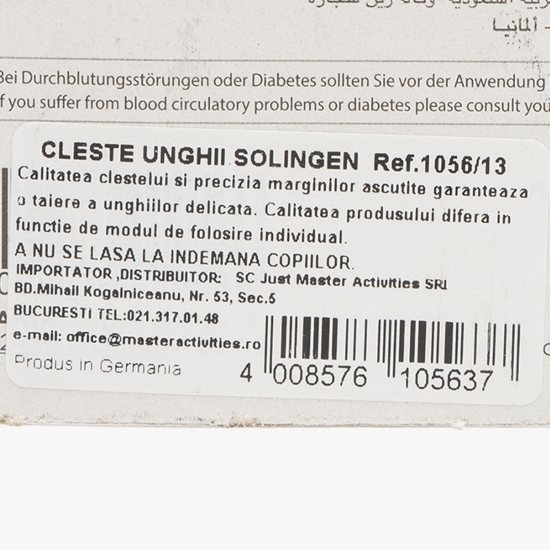 - ألمانيا
Bei Durchblutungsstörungen oder Diabetes sollten Sie vor der Anwendung
f you suffer from blood circulatory problems or diabetes please consult you
CLESTE UNGHII SOLINGEN Ref.1056/13
Calitatea clestelui si precizia marginilor ascutite garanteaza
o taiere a unghiilor delicata. Calitatea produsului difera in
functie de modul de folosire individual.
A NU SE LASA LA INDEMANA COPIILOR.
IMPORTATOR ,DISTRIBUITOR: SC Just Master Activities SRL
BD.Mihail Kogalniceanu, Nr. 53, Sec.5
BUCURESTI TEL:021.317.01.48
e-mail: office@masteractivities.ro
Produs in Germania
4 008576 105637